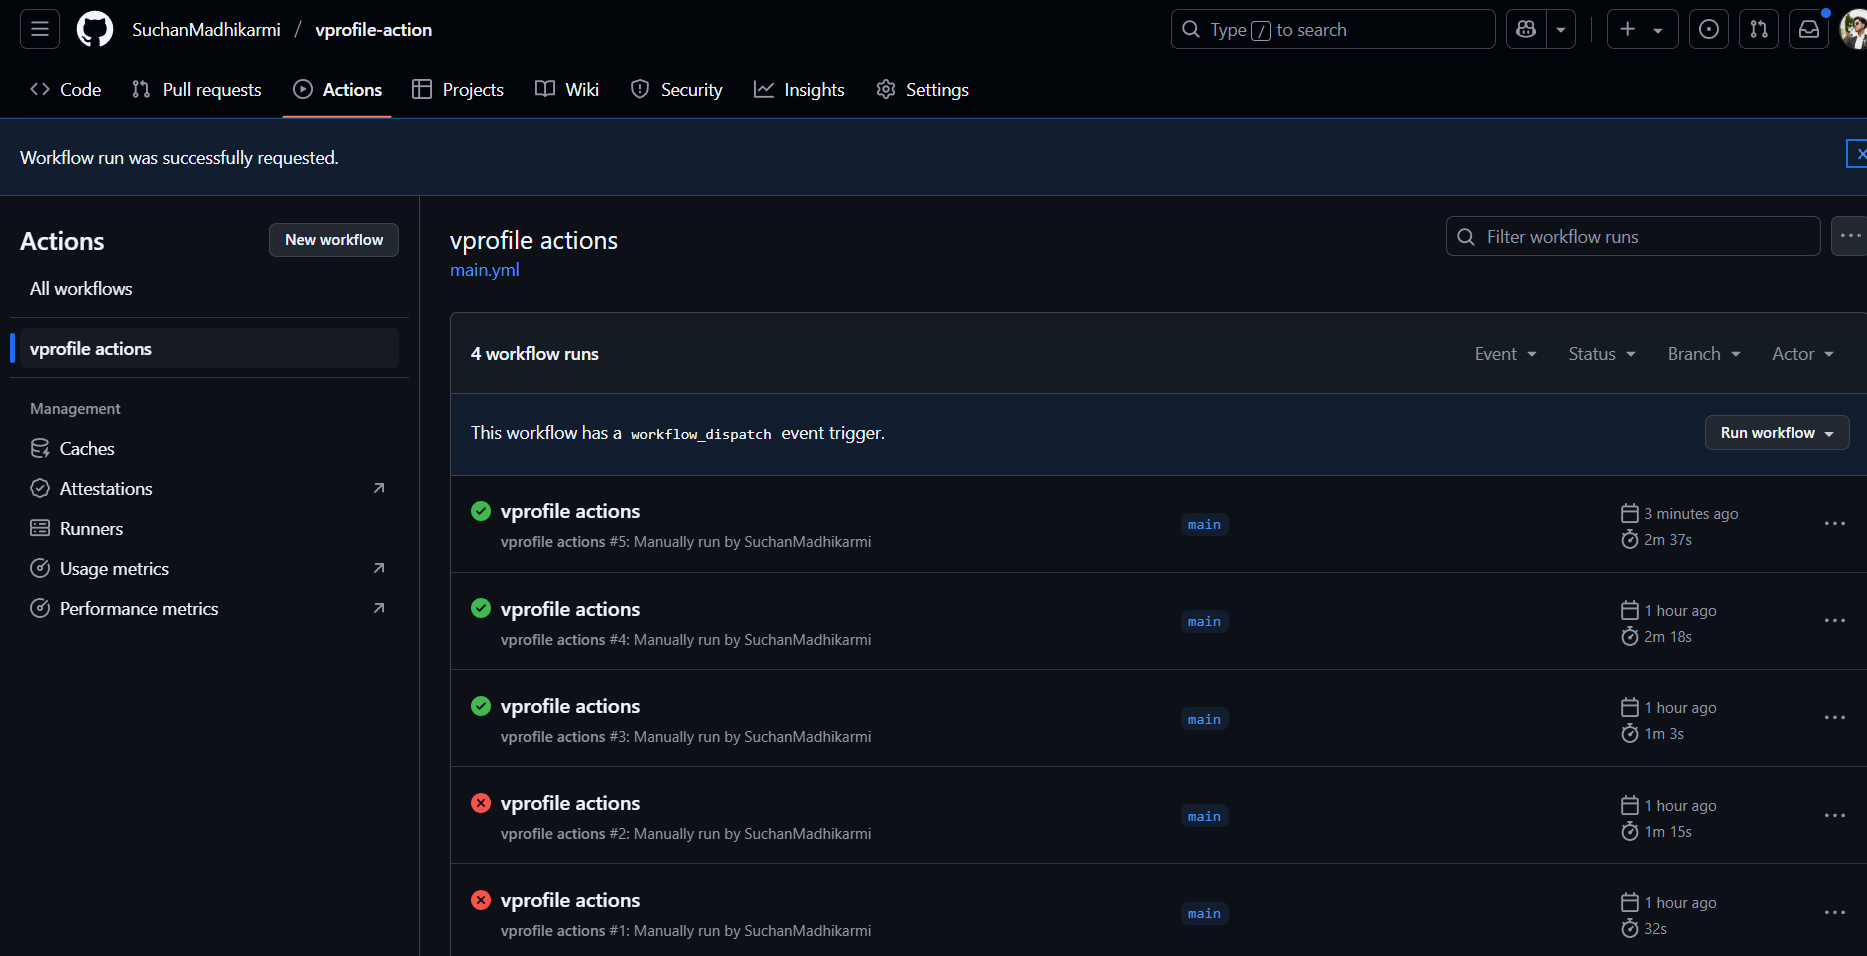 SuchanMadhikarmi / vprofile-action
Type / to search
Code Pull requests Actions Projects Wiki Security Insights Settings
Workflow run was successfully requested.
Actions
New workflow
All workflows
vprofile actions
Management
Caches
Attestations
Runners
Usage metrics
Performance metrics
vprofile actions
main.yml
Filter workflow runs
4 workflow runs
Event Status Branch Actor
This workflow has a workflow_dispatch event trigger.
Run workflow
vprofile actions
vprofile actions #5: Manually run by SuchanMadhikarmi
main
3 minutes ago
2m 37s
vprofile actions
vprofile actions #4: Manually run by SuchanMadhikarmi
main
1 hour ago
2m 18s
vprofile actions
vprofile actions #3: Manually run by SuchanMadhikarmi
main
1 hour ago
1m 3s
vprofile actions
vprofile actions #2: Manually run by SuchanMadhikarmi
main
1 hour ago
1m 15s
vprofile actions
vprofile actions #1: Manually run by SuchanMadhikarmi
main
1 hour ago
32s